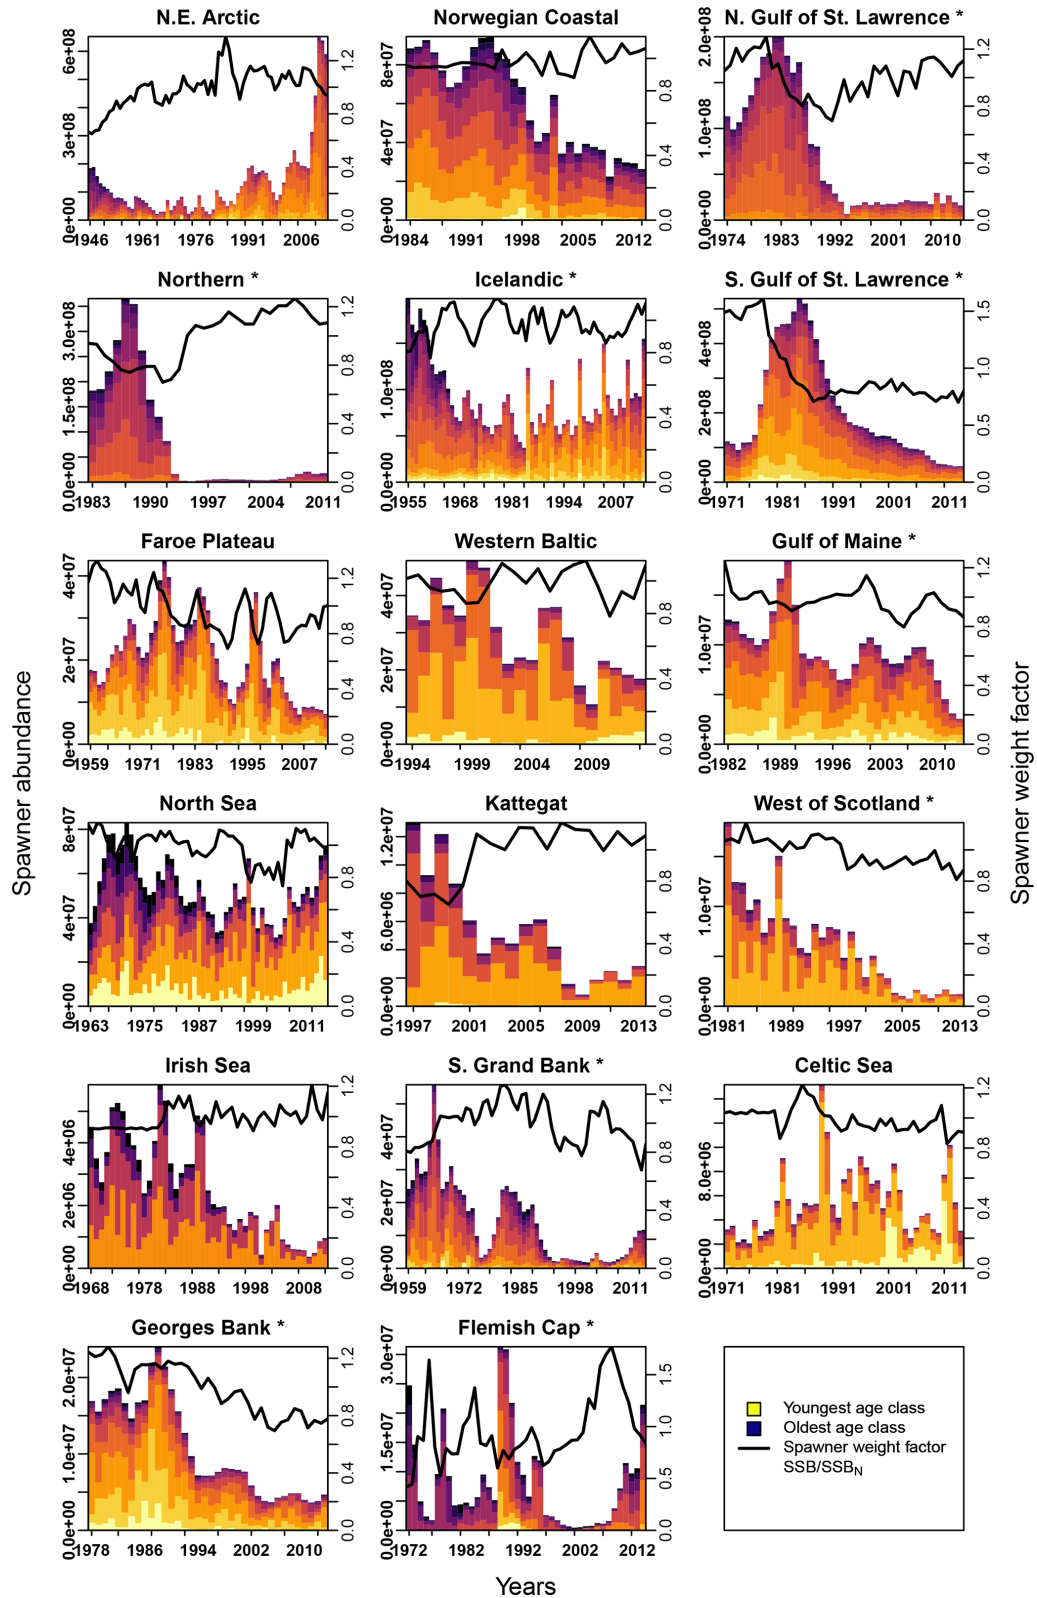 N.E. Arctic
Norwegian Coastal
N. Gulf of St. Lawrence *
0e+00 3e+08 6e+08
0.0 0.4 0.8 1.2
1946 1961 1976 1991 2006
0e+00 4e+07 8e+07
0.0 0.4 0.8
1984 1991 1998 2005 2012
0.0e+00 1.0e+08 2.0e+08
0.0 0.4 0.8 1.2
1974 1983 1992 2001 2010
Northern *
Icelandic *
S. Gulf of St. Lawrence *
0.0e+00 1.5e+08 3.0e+08
0.0 0.4 0.8 1.2
1983 1990 1997 2004 2011
0.0e+00 1.0e+08
0.0 0.4 0.8
1955 1968 1981 1994 2007
0e+00 2e+08 4e+08
0.0 0.5 1.0 1.5
1971 1981 1991 2001 2011
Faroe Plateau
Western Baltic
Gulf of Maine *
0e+00 2e+07 4e+07
0.0 0.4 0.8 1.2
1959 1971 1983 1995 2007
0e+00 2e+07 4e+07
0.0 0.4 0.8
1994 1999 2004 2009
0.0e+00 1.0e+07
0.0 0.4 0.8 1.2
1982 1989 1996 2003 2010
Spawner abundance
Spawner weight factor
North Sea
Kattegat
West of Scotland *
0e+00 4e+07 8e+07
0.0 0.4 0.8
1963 1975 1987 1999 2011
0.0e+00 6.0e+06 1.2e+07
0.0 0.4 0.8
1997 2001 2005 2009 2013
0.0e+00 1.0e+07
0.0 0.4 0.8
1981 1989 1997 2005 2013
Irish Sea
S. Grand Bank *
Celtic Sea
0e+00 2e+06 4e+06
0.0 0.4 0.8 1.2
1968 1978 1988 1998 2008
0e+00 2e+07 4e+07
0.0 0.4 0.8 1.2
1959 1972 1985 1998 2011
0.0e+00 8.0e+06
0.0 0.4 0.8 1.2
1971 1981 1991 2001 2011
Georges Bank *
Flemish Cap *
0.0e+00 1.0e+07 2.0e+07
0.0 0.4 0.8 1.2
1978 1986 1994 2002 2010
0.0e+00 1.5e+07 3.0e+07
0.0 0.5 1.0 1.5
1972 1982 1992 2002 2012
Youngest age class
Oldest age class
Spawner weight factor
SSB/SSB<sub>N</sub>
Years